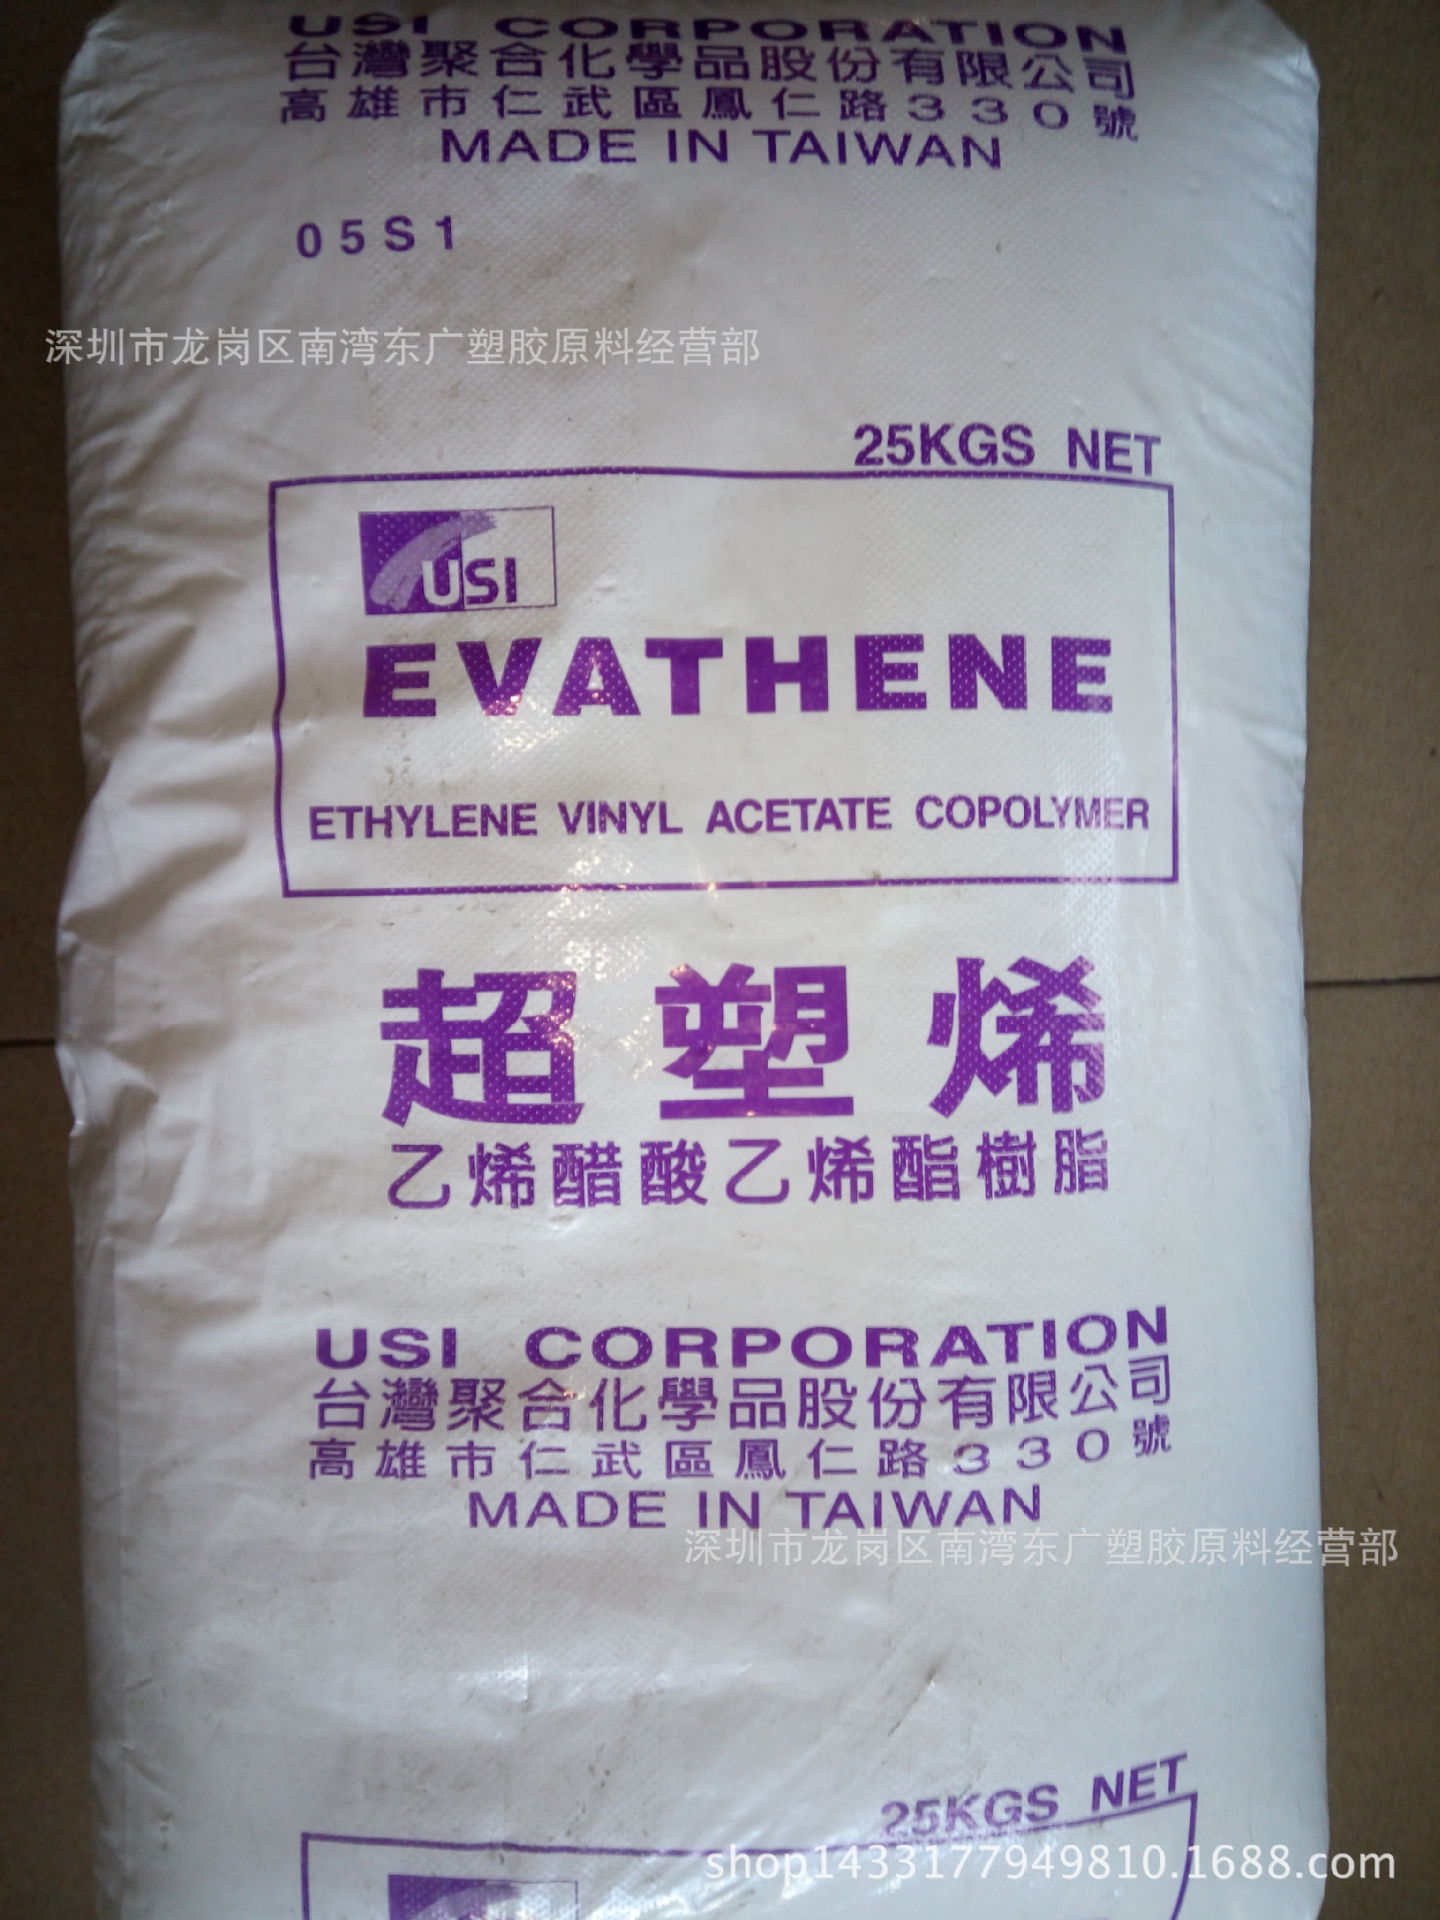 USI CORPORATION
台灣聚合化學品股份有限公司
高雄市仁武區鳳仁路330號
MADE IN TAIWAN
05S1
深圳市龙岗区南湾东广塑胶原料经营部
25KGS NET
USI
EVATHENE
ETHYLENE VINYL ACETATE COPOLYMER
超塑烯
乙烯醋酸乙烯酯樹脂
USI CORPORATION
台灣聚合化學品股份有限公司
高雄市仁武區鳳仁路330號
MADE IN TAIWAN
深圳市龙岗区南湾东广塑胶原料经营部
25KGS NET
shop1433177949810.1688.com